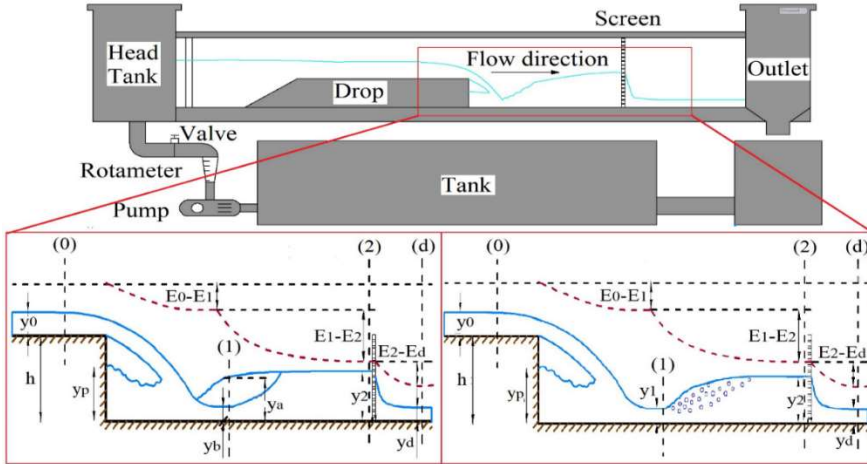 Screen
Head
Tank
Flow direction
Outlet
Drop
Valve
Rotameter
Tank
Pump
(0)
(2)
(d)
E0-E1
y0
E1-E2
(1)
E2-Ed
h
yp
ya
y2
yb
yd
(0)
(2)
(d)
E0-E1
y0
E1-E2
(1)
E2-Ed
h
yp
y1
y2
yd